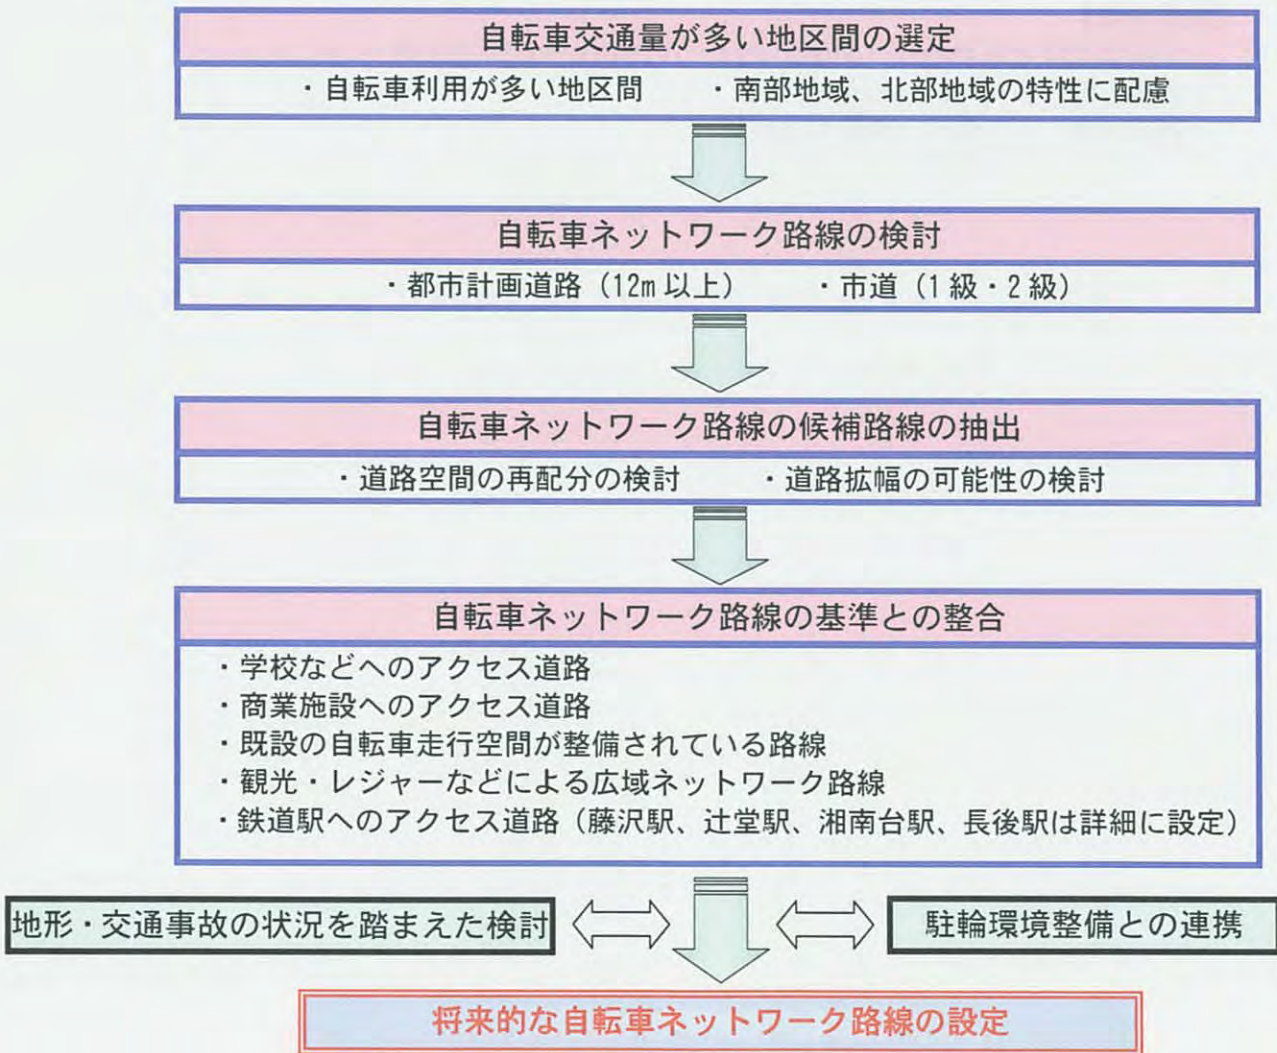 自転車交通量が多い地区間の選定
・自転車利用が多い地区間　・南部地域、北部地域の特性に配慮
自転車ネットワーク路線の検討
・都市計画道路（12m以上）　・市道（1級・2級）
自転車ネットワーク路線の候補路線の抽出
・道路空間の再配分の検討　・道路拡幅の可能性の検討
自転車ネットワーク路線の基準との整合
・学校などへのアクセス道路
・商業施設へのアクセス道路
・既設の自転車走行空間が整備されている路線
・観光・レジャーなどによる広域ネットワーク路線
・鉄道駅へのアクセス道路（藤沢駅、辻堂駅、湘南台駅、長後駅は詳細に設定）
地形・交通事故の状況を踏まえた検討
駐輪環境整備との連携
将来的な自転車ネットワーク路線の設定